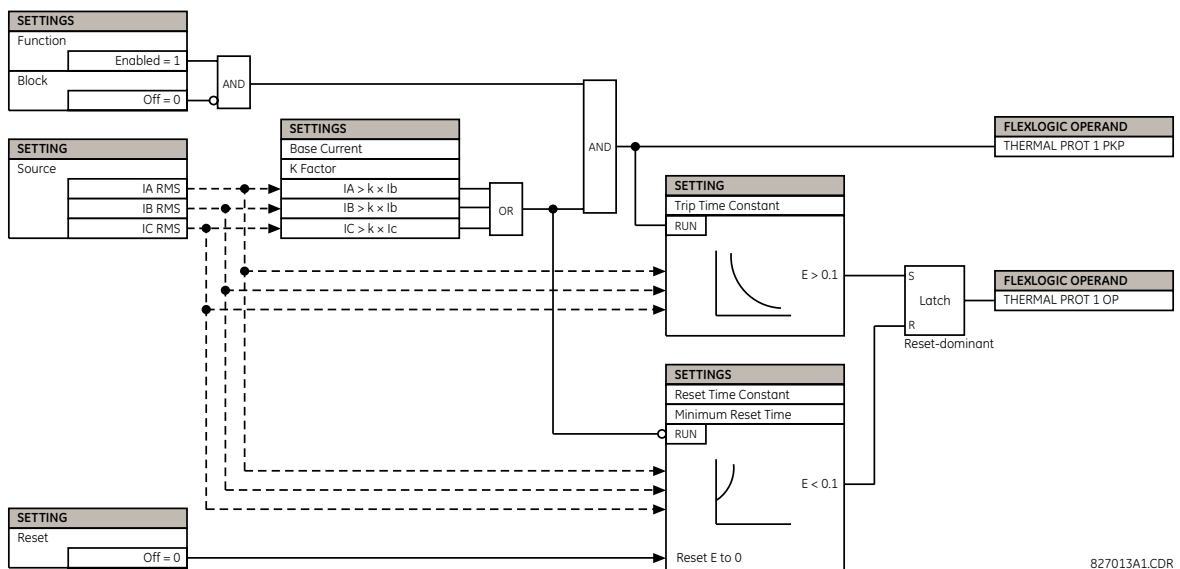 SETTINGS
Function
Enabled = 1
Block
Off = 0
AND
SETTING
Source
IA RMS
IB RMS
IC RMS
SETTINGS
Base Current
K Factor
IA > k × Ib
IB > k × Ib
IC > k × Ic
OR
AND
FLEXLOGIC OPERAND
THERMAL PROT 1 PKP
SETTING
Trip Time Constant
RUN
E > 0.1
S
Latch
R
Reset-dominant
FLEXLOGIC OPERAND
THERMAL PROT 1 OP
SETTINGS
Reset Time Constant
Minimum Reset Time
RUN
E < 0.1
Reset E to 0
SETTING
Reset
Off = 0
827013A1.CDR